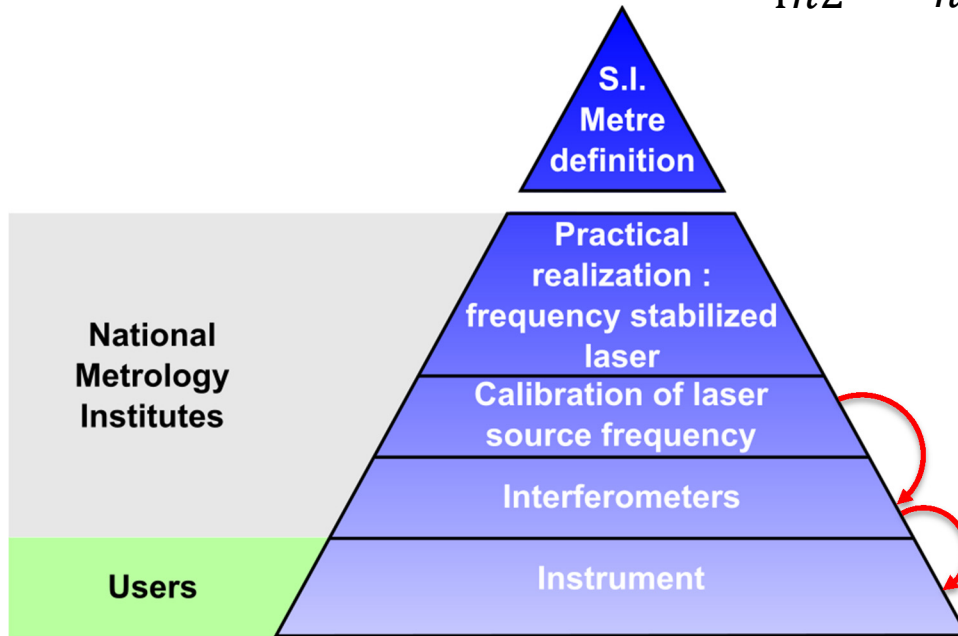 S.I.
Metre
definition
Practical
realization :
frequency stabilized
laser
National
Metrology
Institutes
Calibration of laser
source frequency
Interferometers
Users
Instrument